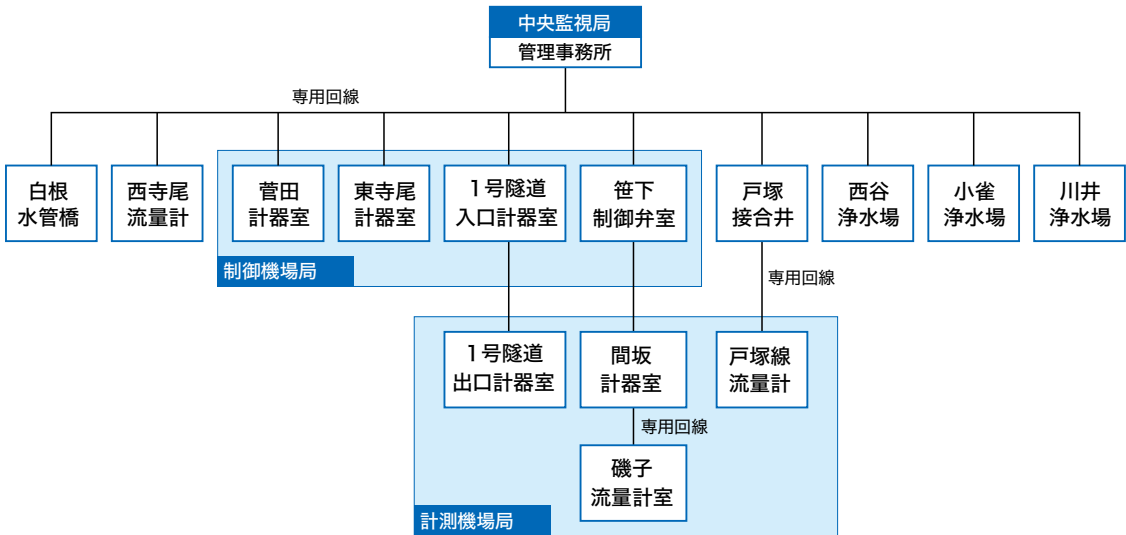 中央監視局
管理事務所
専用回線
白根
水管橋
西寺尾
流量計
菅田
計器室
東寺尾
計器室
1号隧道
入口計器室
笹下
制御弁室
戸塚
接合井
西谷
浄水場
小雀
浄水場
川井
浄水場
制御機場局
専用回線
1号隧道
出口計器室
間坂
計器室
戸塚線
流量計
専用回線
磯子
流量計室
計測機場局